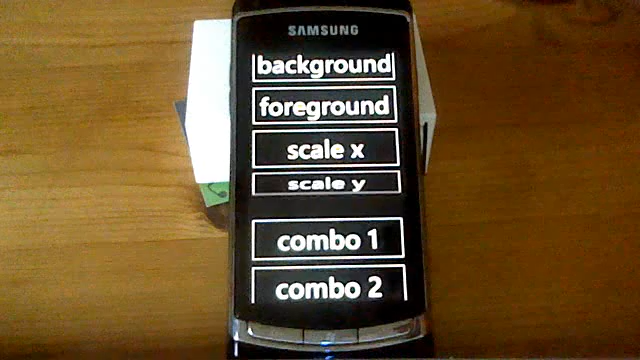 SAMSUNG
background
foreground
scale x
scale y
combo 1
combo 2